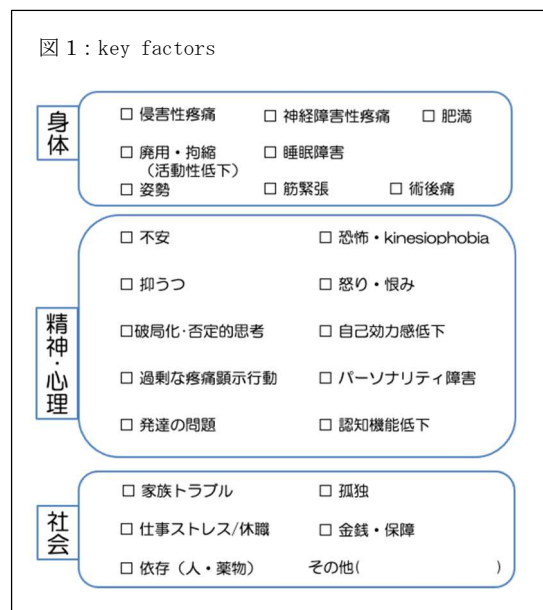 図1：key factors
身体
□ 侵害性疼痛 □ 神経障害性疼痛 □ 肥満
□ 廃用・拘縮 □ 睡眠障害
（活動性低下）
□ 姿勢 □ 筋緊張 □ 術後痛
精神・心理
□ 不安 □ 恐怖・kinesiophobia
□ 抑うつ □ 怒り・恨み
□破局化・否定的思考 □ 自己効力感低下
□ 過剰な疼痛顕示行動 □ パーソナリティ障害
□ 発達の問題 □ 認知機能低下
社会
□ 家族トラブル □ 孤独
□ 仕事ストレス/休職 □ 金銭・保障
□ 依存（人・薬物） その他( )